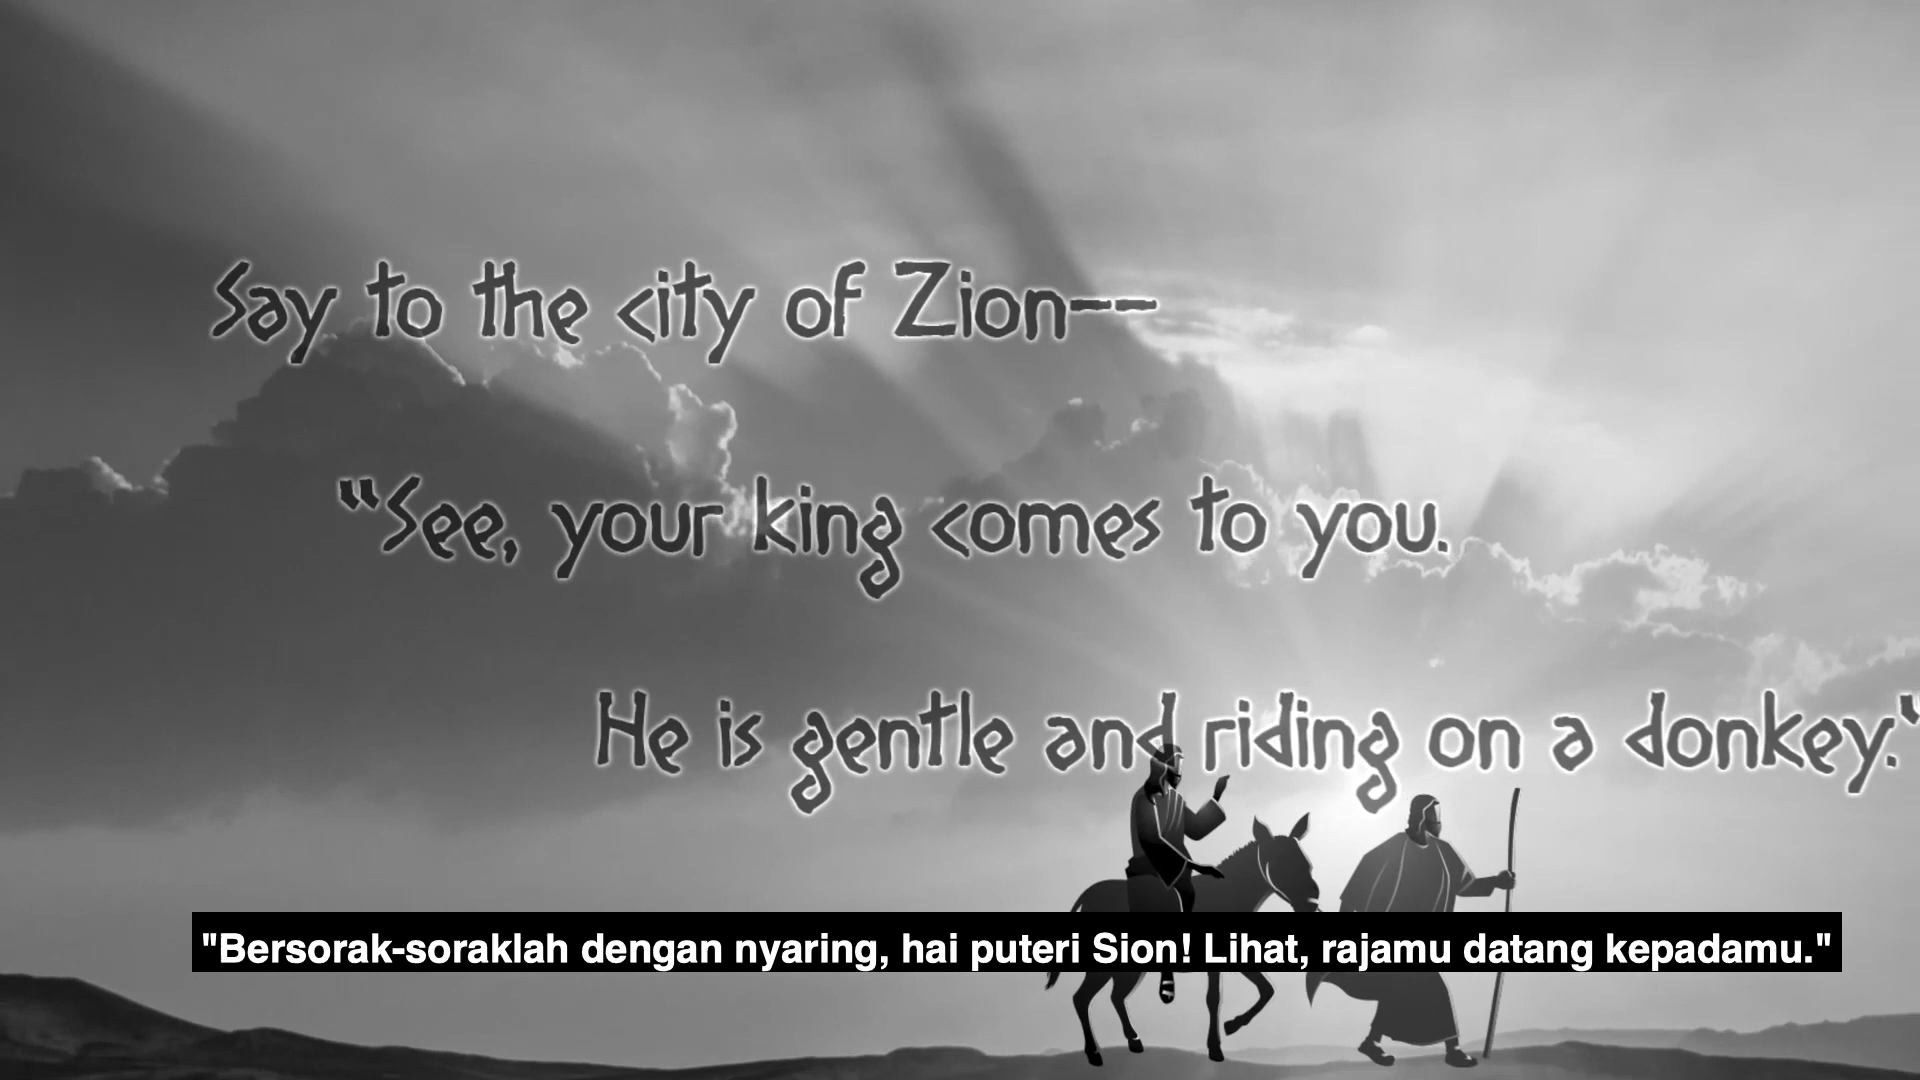 Say to the city of Zion--
"See, your king comes to you.
He is gentle and riding on a donkey."
"Bersorak-soraklah dengan nyaring, hai puteri Sion! Lihat, rajamu datang kepadamu."